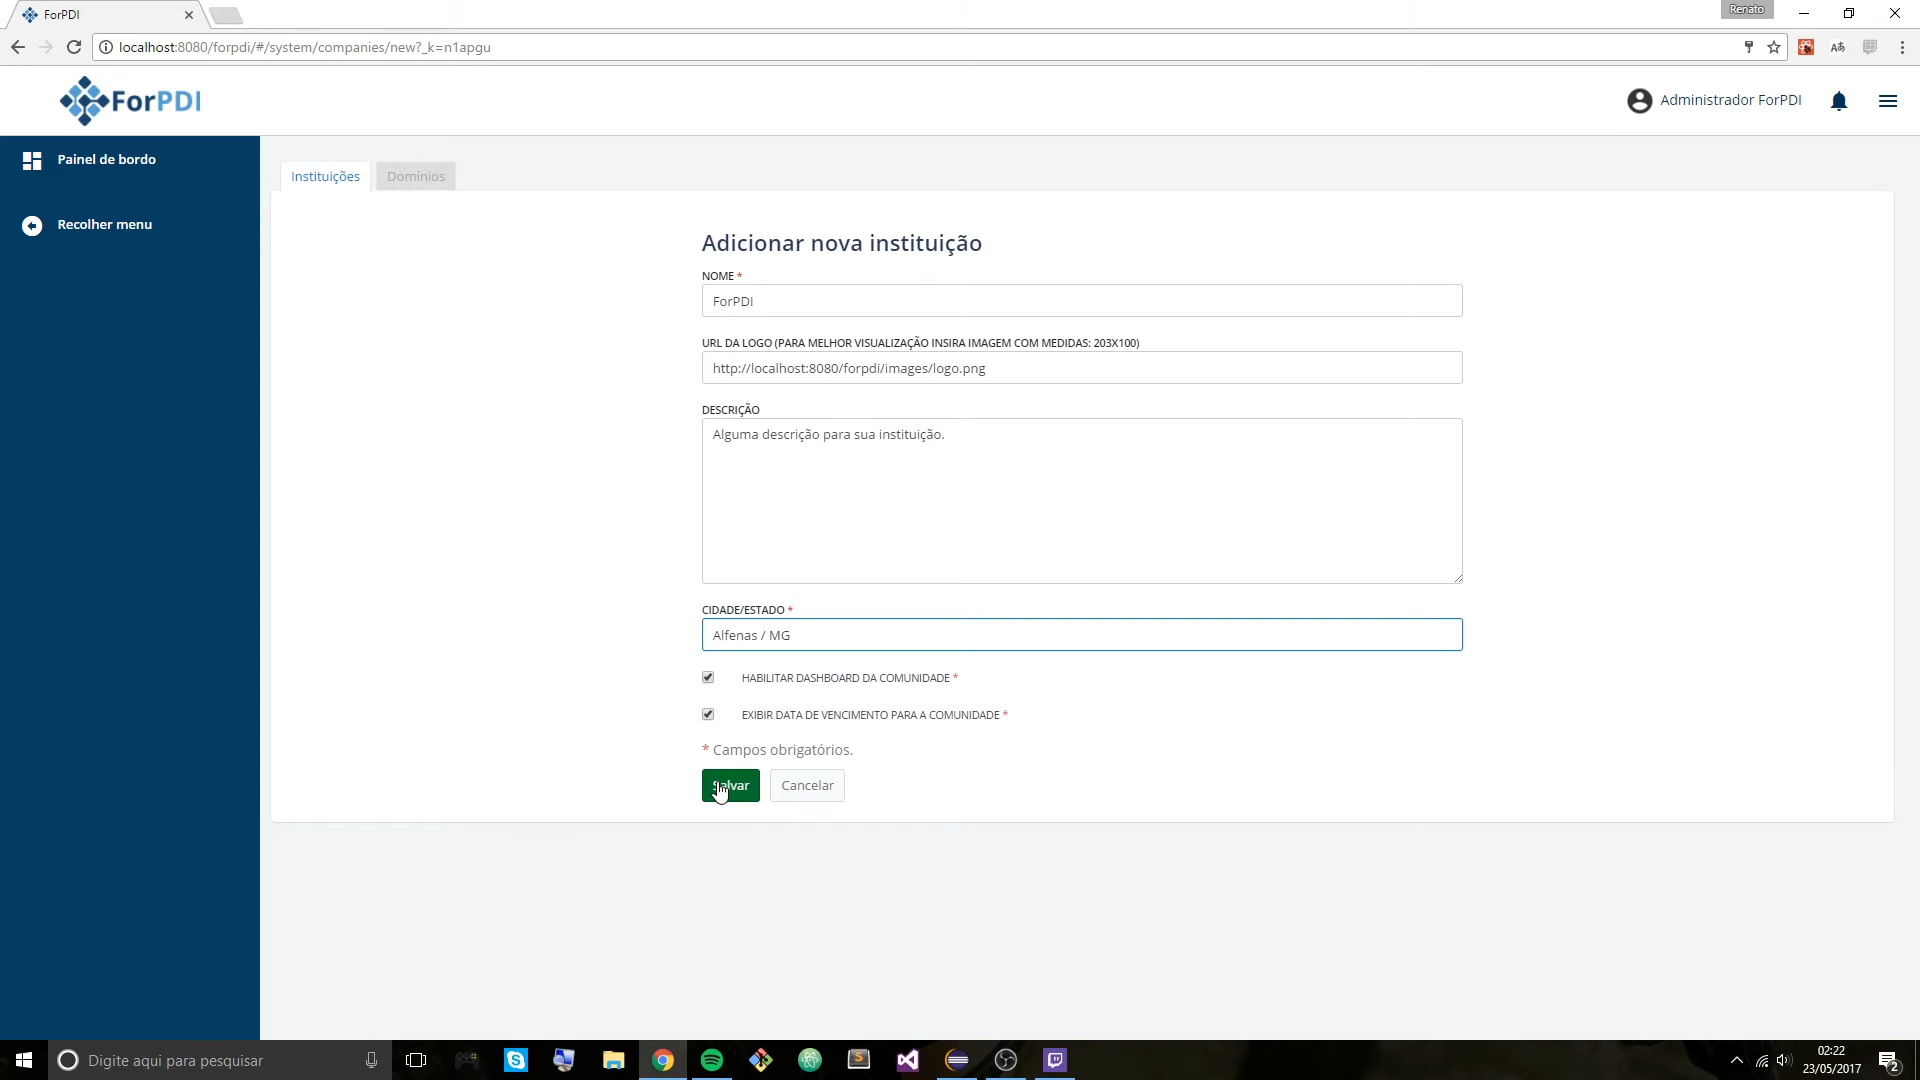 ForPDI
Renato
localhost:8080/forpdi/#/system/companies/new?_k=n1apgu
ForPDI
Administrador ForPDI
Painel de bordo
Recolher menu
Instituições
Domínios
Adicionar nova instituição
NOME *
ForPDI
URL DA LOGO (PARA MELHOR VISUALIZAÇÃO INSIRA IMAGEM COM MEDIDAS: 203X100)
http://localhost:8080/forpdi/images/logo.png
DESCRIÇÃO
Alguma descrição para sua instituição.
CIDADE/ESTADO *
Alfenas / MG
HABILITAR DASHBOARD DA COMUNIDADE *
EXIBIR DATA DE VENCIMENTO PARA A COMUNIDADE *
* Campos obrigatórios.
Salvar
Cancelar
Digite aqui para pesquisar
02:22
23/05/2017
2